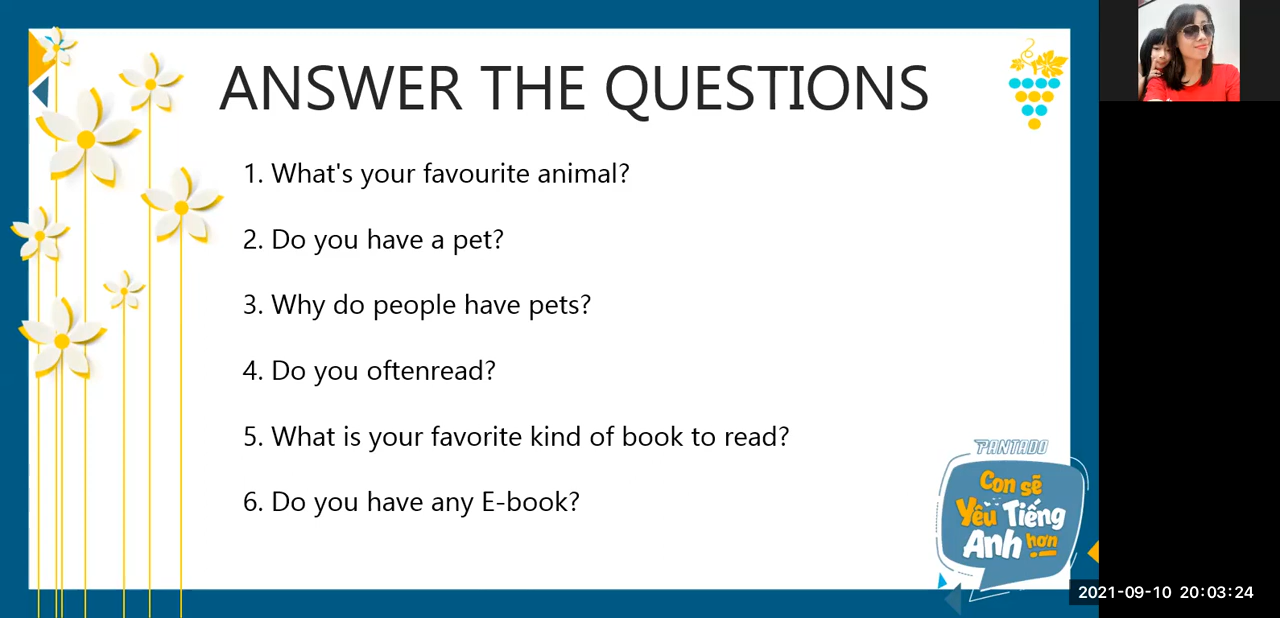 ANSWER THE QUESTIONS
1. What's your favourite animal?
2. Do you have a pet?
3. Why do people have pets?
4. Do you oftenread?
5. What is your favorite kind of book to read?
6. Do you have any E-book?
PANTADO
Con sẽ
Yêu Tiếng
Anh hơn
2021-09-10 20:03:24